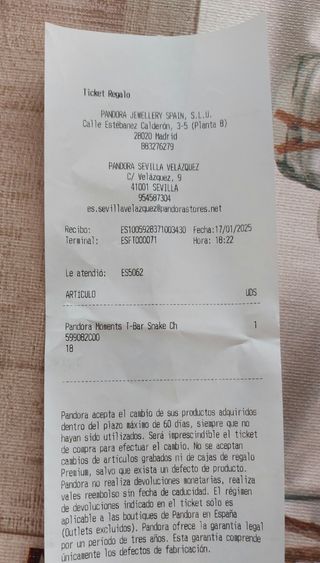 Ticket Regalo
PANDORA JEWELLERY SPAIN, S.L.U.
Calle Estébanez Calderón, 3-5 (Planta 8)
28020 Madrid
B83276279
PANDORA SEVILLA VELÁZQUEZ
C/ Velázquez, 9
41001 SEVILLA
954587304
es.sevillavelazquez@pandorastores.net
Recibo: ES1005928371003430 Fecha:17/01/2025
Terminal: ESFT000071 Hora: 18:22
Le atendió: ES5062
ARTICULO UDS
Pandora Moments T-Bar Snake Ch 1
599082C00
18
Pandora acepta el cambio de sus productos adquiridos
dentro del plazo máximo de 60 días, siempre que no
hayan sido utilizados. Será imprescindible el ticket
de compra para efectuar el cambio. No se aceptan
cambios de artículos grabados ni de cajas de regalo
Premium, salvo que exista un defecto de producto.
Pandora no realiza devoluciones monetarias, realiza
vales reembolso sin fecha de caducidad. El régimen
de devoluciones indicado en el ticket sólo es
aplicable a las boutiques de Pandora en España
(Outlets excluidos). Pandora ofrece la garantía legal
por un periodo de tres años. Esta garantía comprende
únicamente los defectos de fabricación.